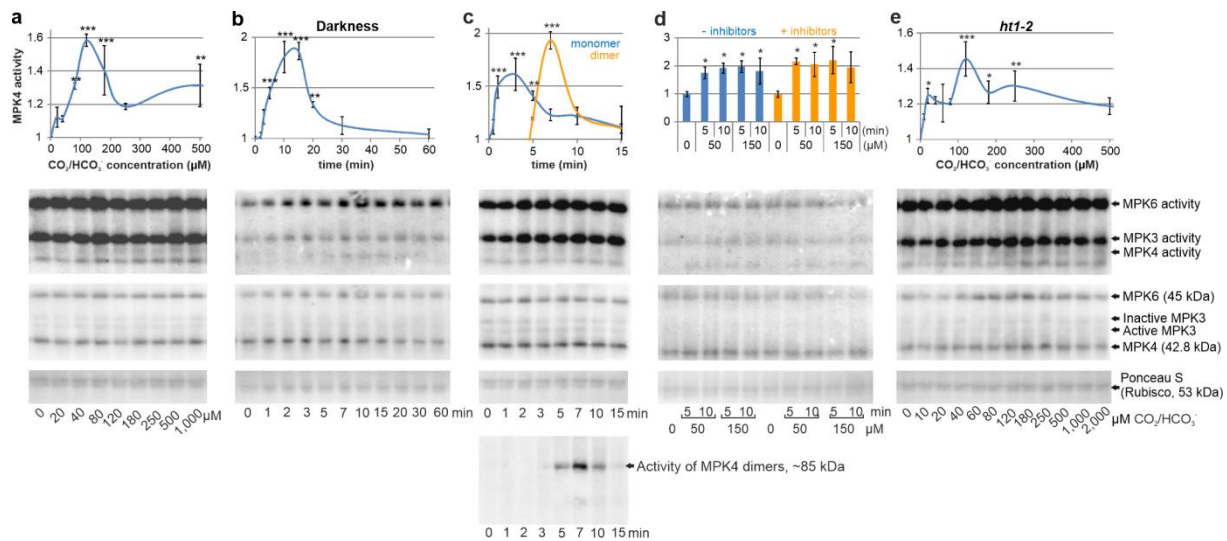 a
MPK4 activity
1.6
1.4
1.2
1
***
***
**
**
0 100 200 300 400 500
CO₂/HCO₃⁻ concentration (µM)
b
Darkness
2
1.8
1.6
1.4
1.2
1
***
***
***
**
0 10 20 30 40 50 60
time (min)
c
2
1.5
1
***
***
***
**
monomer
dimer
0 5 10 15
time (min)
d
- inhibitors
+ inhibitors
3
2
1
0
* * * * * * * *
5 10 5 10 5 10 5 10 (min)
0 50 150 0 50 150 (µM)
e
ht1-2
1.6
1.4
1.2
1
*
***
*
**
0 100 200 300 400 500
CO₂/HCO₃⁻ concentration (µM)
MPK6 activity
MPK3 activity
MPK4 activity
MPK6 (45 kDa)
Inactive MPK3
Active MPK3
MPK4 (42.8 kDa)
Ponceau S
(Rubisco, 53 kDa)
0 20 40 80 120 180 250 500 1,000 µM
0 1 2 3 5 7 10 15 20 30 60 min
0 1 2 3 5 7 10 15 min
5 10 5 10 5 10 5 10 min
0 50 150 0 50 150 µM
0 10 20 40 60 80 120 180 250 500 1,000 2,000 µM CO₂/HCO₃⁻
Activity of MPK4 dimers, ~85 kDa
0 1 2 3 5 7 10 15 min